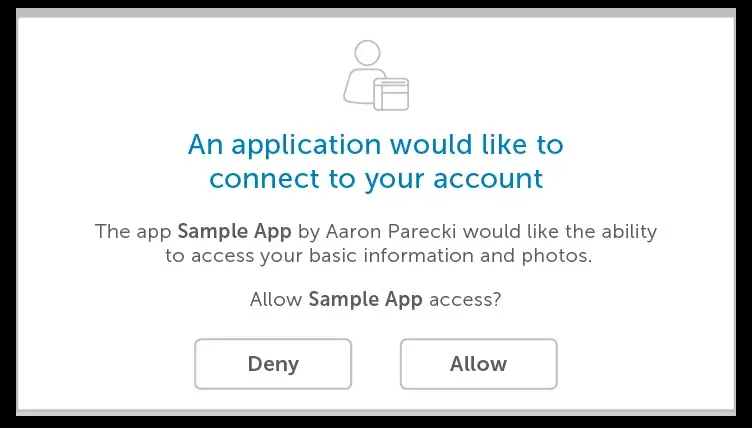 An application would like to
connect to your account
The app Sample App by Aaron Parecki would like the ability
to access your basic information and photos.
Allow Sample App access?
Deny
Allow